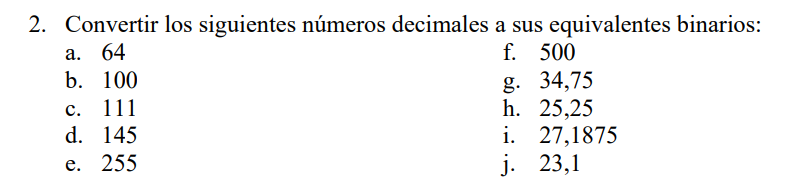 2. Convertir los siguientes números decimales a sus equivalentes binarios:
a. 64
b. 100
c. 111
d. 145
e. 255
f. 500
g. 34,75
h. 25,25
i. 27,1875
j. 23,1